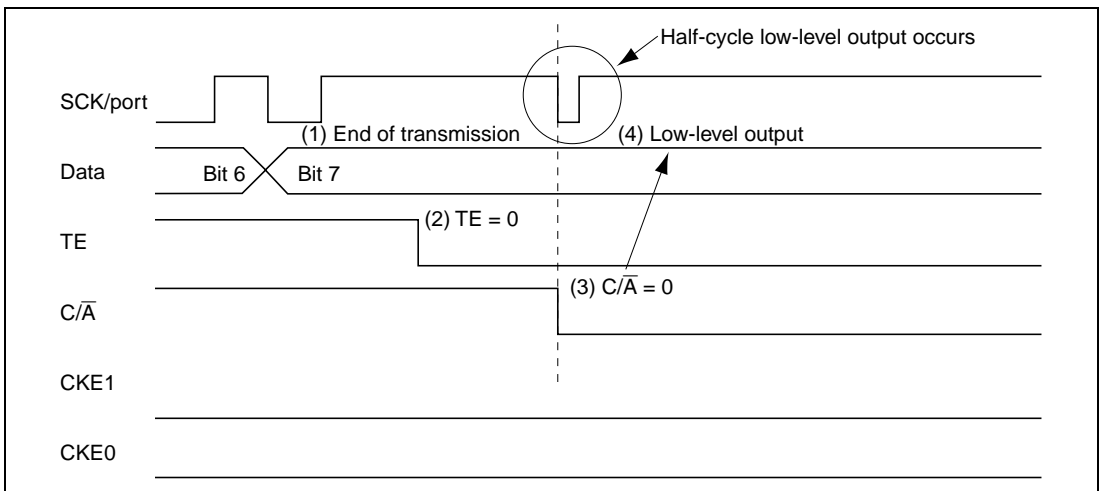 Half-cycle low-level output occurs
SCK/port
(1) End of transmission
(4) Low-level output
Data
Bit 6
Bit 7
(2) TE = 0
TE
(3) C/A̅ = 0
C/A̅
CKE1
CKE0